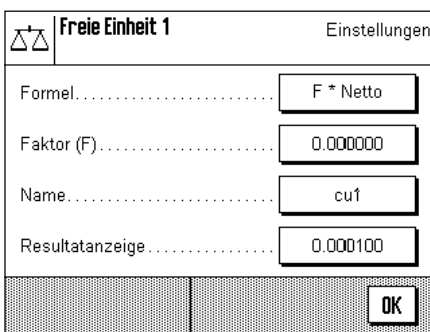 Freie Einheit 1
Einstellungen
Formel........................ F * Netto
Faktor (F)..................... 0.000000
Name......................... cu1
Resultatanzeige............... 0.000100
OK